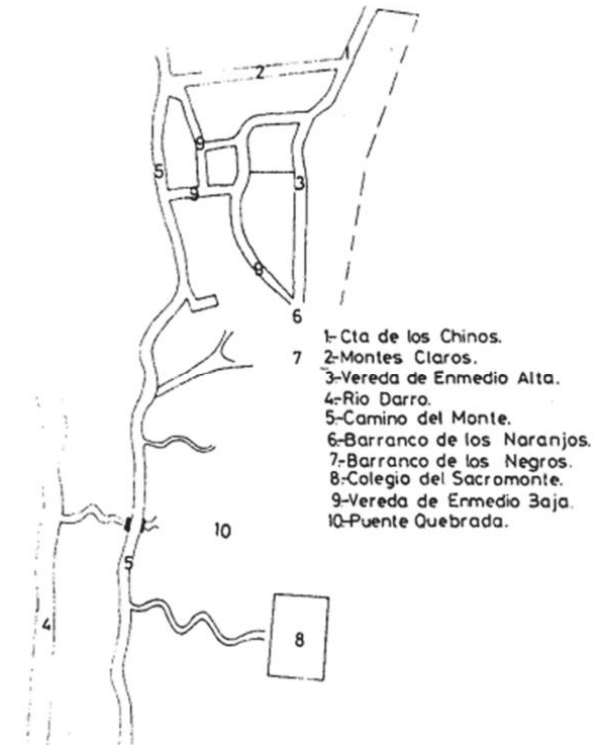 1
2
9
5
3
9
9
6
7
1-Cta de los Chinos.
2-Montes Claros.
3-Vereda de Enmedio Alta.
4-Rio Darro.
5-Camino del Monte.
6-Barranco de los Naranjos.
7-Barranco de los Negros.
8-Colegio del Sacromonte.
9-Vereda de Enmedio Baja.
10-Puente Quebrada.
10
5
4
8